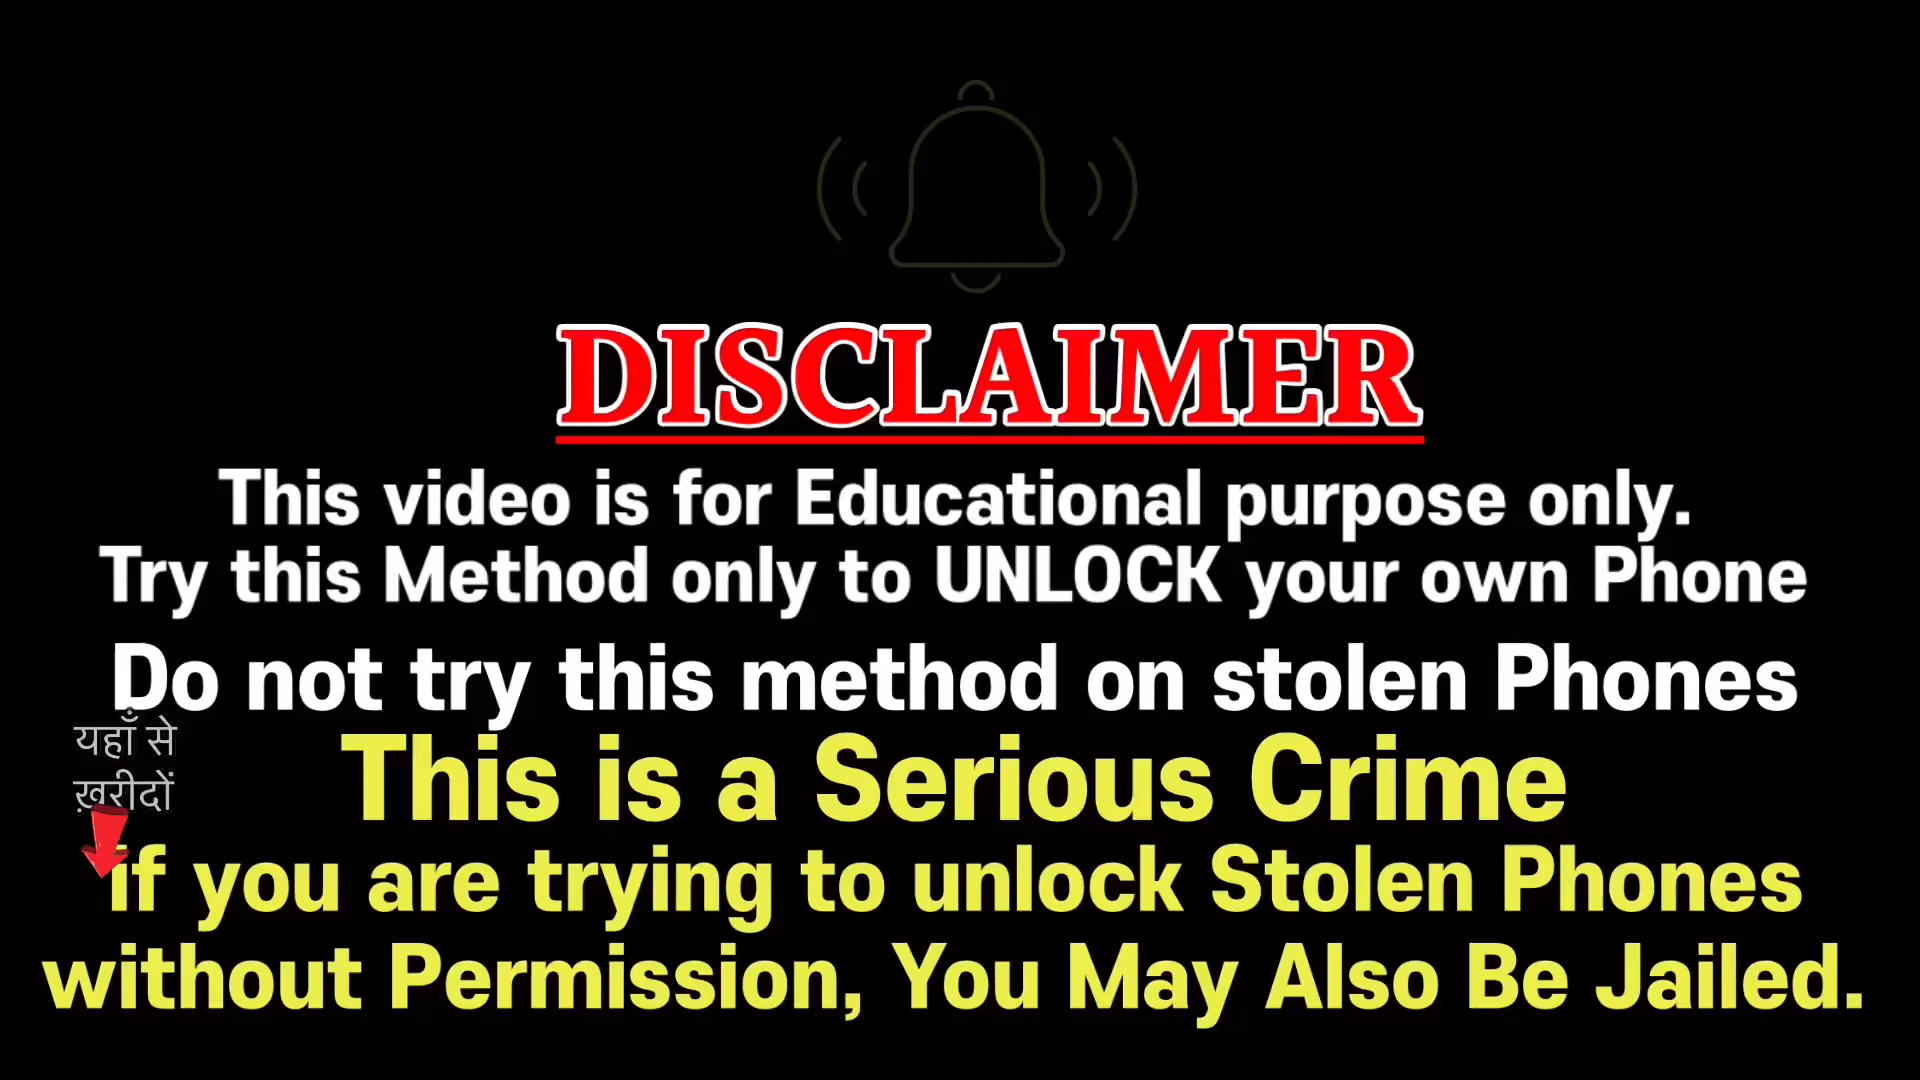 DISCLAIMER
This video is for Educational purpose only.
Try this Method only to UNLOCK your own Phone
Do not try this method on stolen Phones
यहाँ से
ख़रीदों
This is a Serious Crime
if you are trying to unlock Stolen Phones
without Permission, You May Also Be Jailed.